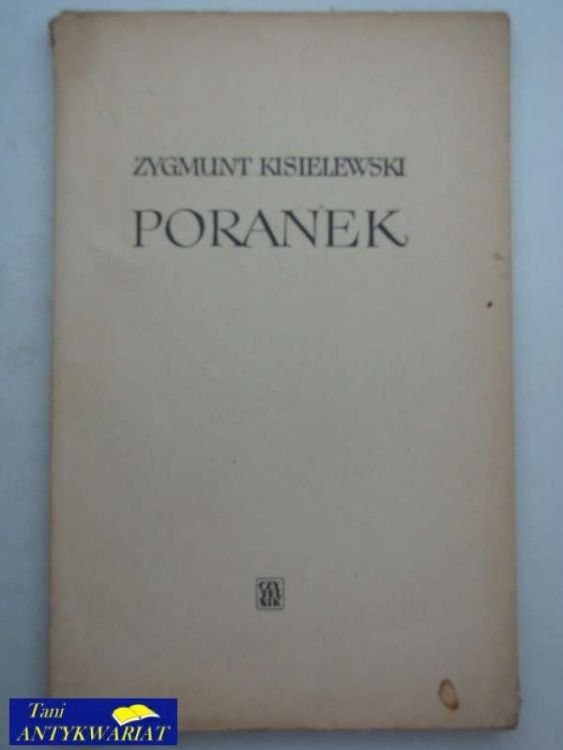 ZYGMUNT KISIELEWSKI
PORANEK
CZY
TEL
NIK
Tani
ANTYKWARIAT